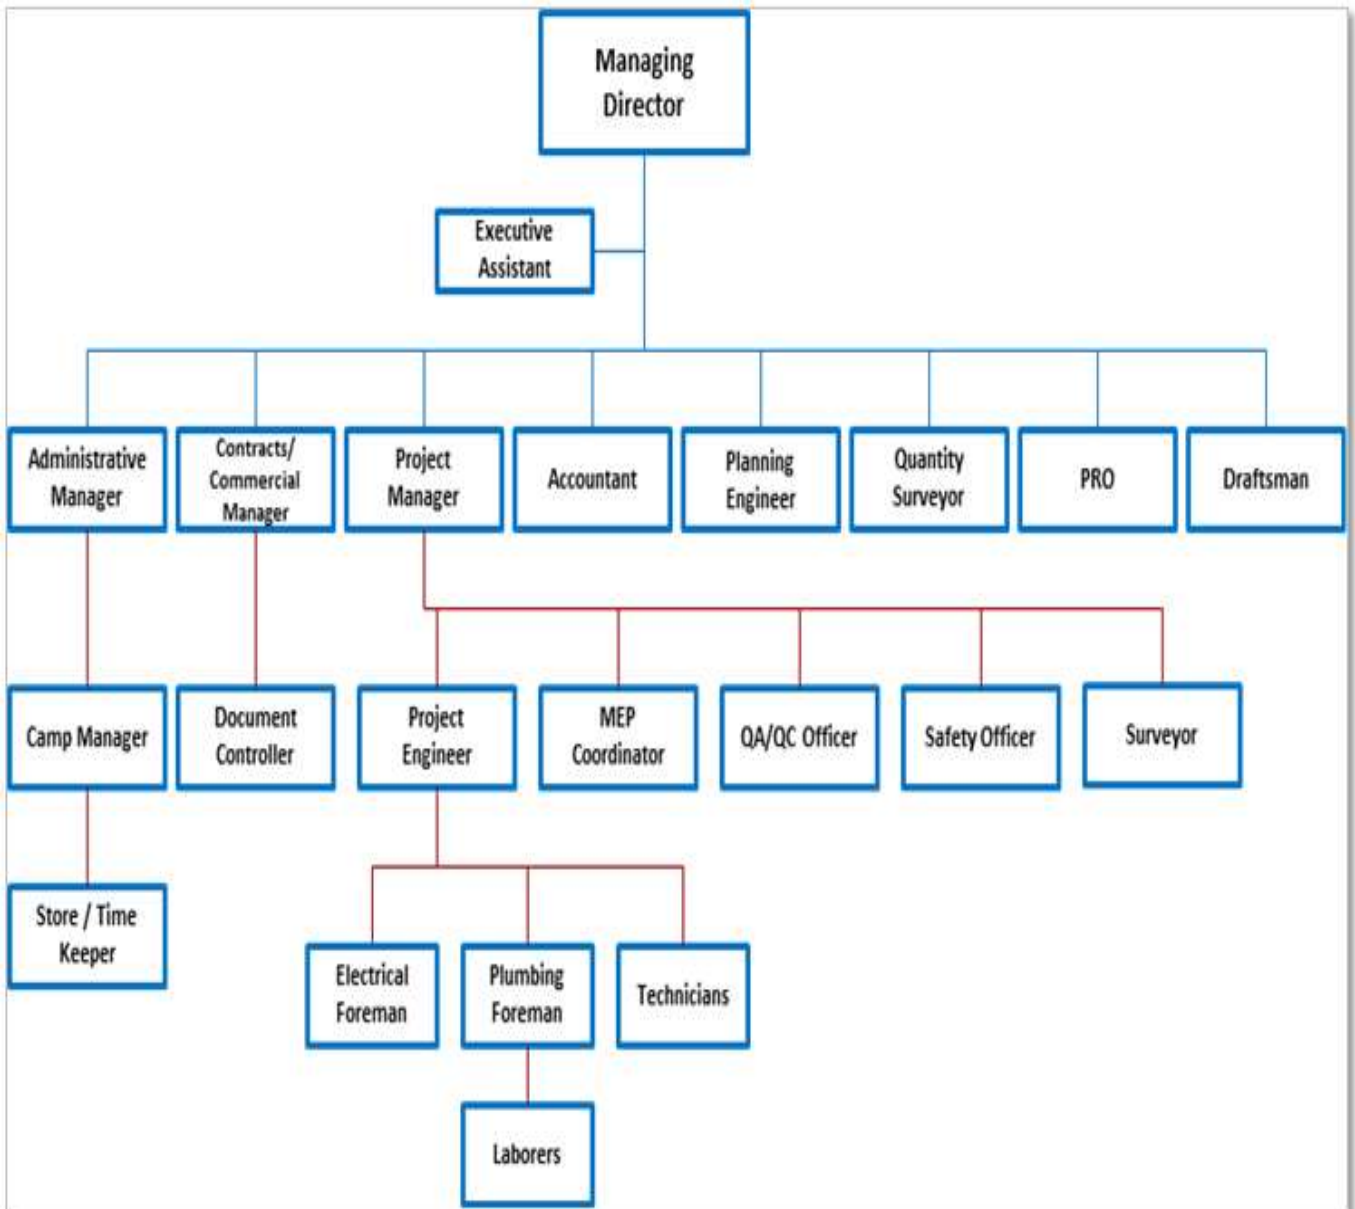 Managing
Director
Executive
Assistant
Administrative
Manager
Contracts/
Commercial
Manager
Project
Manager
Accountant
Planning
Engineer
Quantity
Surveyor
PRO
Draftsman
Camp Manager
Document
Controller
Project
Engineer
MEP
Coordinator
QA/QC Officer
Safety Officer
Surveyor
Store / Time
Keeper
Electrical
Foreman
Plumbing
Foreman
Technicians
Laborers